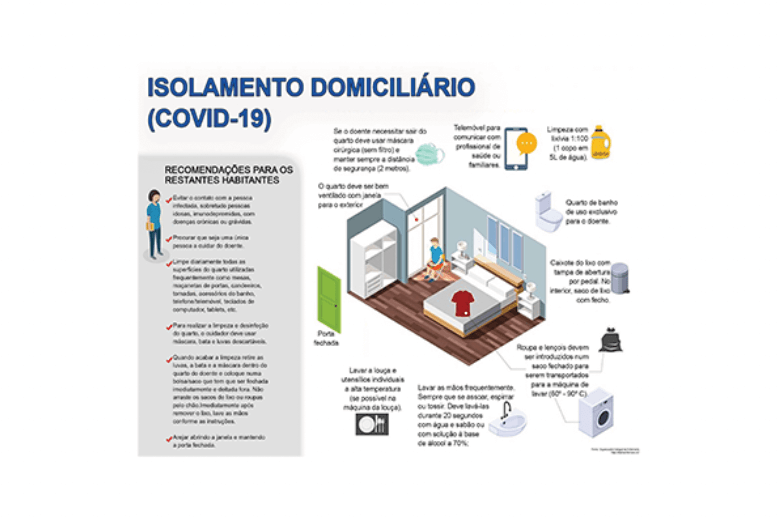 ISOLAMENTO DOMICILIÁRIO
(COVID-19)
RECOMENDAÇÕES PARA OS
RESTANTES HABITANTES
Evitar o contato com a pessoa
infectada, sobretudo pessoas
idosas, imunodepremidas, com
doenças crónicas ou grávidas.
Procurar que seja uma única
pessoa a cuidar do doente.
Limpe diariamente todas as
superfícies do quarto utilizadas
frequentemente como mesas,
maçanetas de portas, candeeiros,
tomadas, acessórios do banho,
telefone/telemóvel, teclados de
computador, tablets, etc.
Para realizar a limpeza e desinfeção
do quarto, o cuidador deve usar
máscara, bata e luvas descartáveis.
Quando acabar a limpeza retire as
luvas, a bata e a máscara dentro do
quarto do doente e coloque numa
bolsa/saco que tem que ser fechada
imediatamente e deitada fora. Não
arraste os sacos do lixo ou roupas
pelo chão. Imediatamente após
remover o lixo, lave as mãos
conforme as instruções.
Arejar abrindo a janela e mantendo
a porta fechada.
Se o doente necessitar sair do
quarto deve usar máscara
cirúrgica (sem filtro) e
manter sempre a distância
de segurança (2 metros).
Telemóvel para
comunicar com
profissional de
saúde ou
familiares.
Limpeza com
lixívia 1:100
(1 copo em
5L de água).
O quarto deve ser bem
ventilado com janela
para o exterior
Quarto de banho
de uso exclusivo
para o doente.
Caixote do lixo com
tampa de abertura
por pedal. No
interior, saco de lixo
com fecho.
Porta
fechada
Roupa e lençois devem
ser introduzidos num
saco fechado para
serem transportados
para a máquina de
lavar (60º - 90º C).
Lavar a louça e
utensílios individuais
a alta temperatura
(se possível na
máquina da louça).
Lavar as mãos frequentemente.
Sempre que se assoar, espirrar
ou tossir. Deve lavá-las
durante 20 segundos
com água e sabão ou
com solução à base
de álcool a 70%;